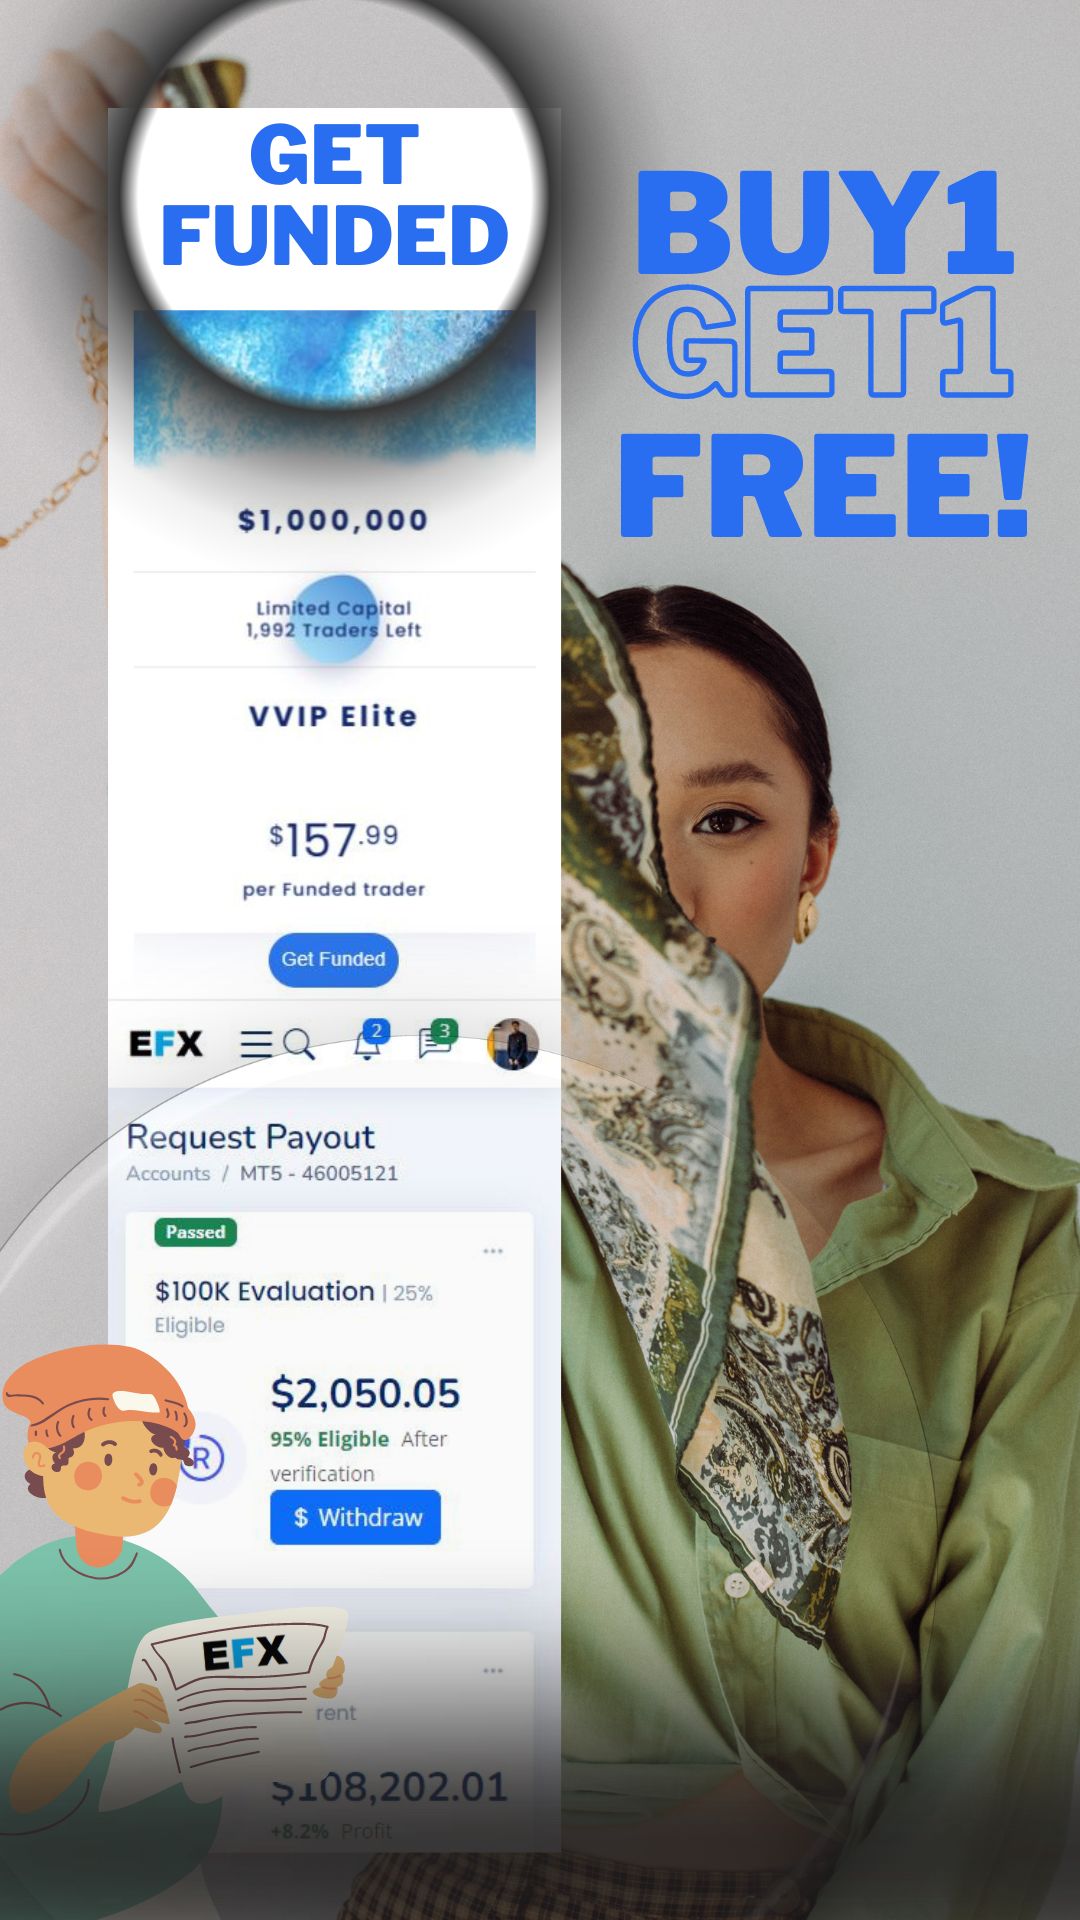 GET
FUNDED
BUY1
GET1
FREE!
$1,000,000
Limited Capital
1,992 Traders Left
VVIP Elite
$157.99
per Funded trader
Get Funded
EFX
2
3
Request Payout
Accounts / MT5 - 46005121
Passed
$100K Evaluation | 25%
Eligible
$2,050.05
95% Eligible After
verification
R
$ Withdraw
EFX
rent
$108,202.01
+8.2% Profit